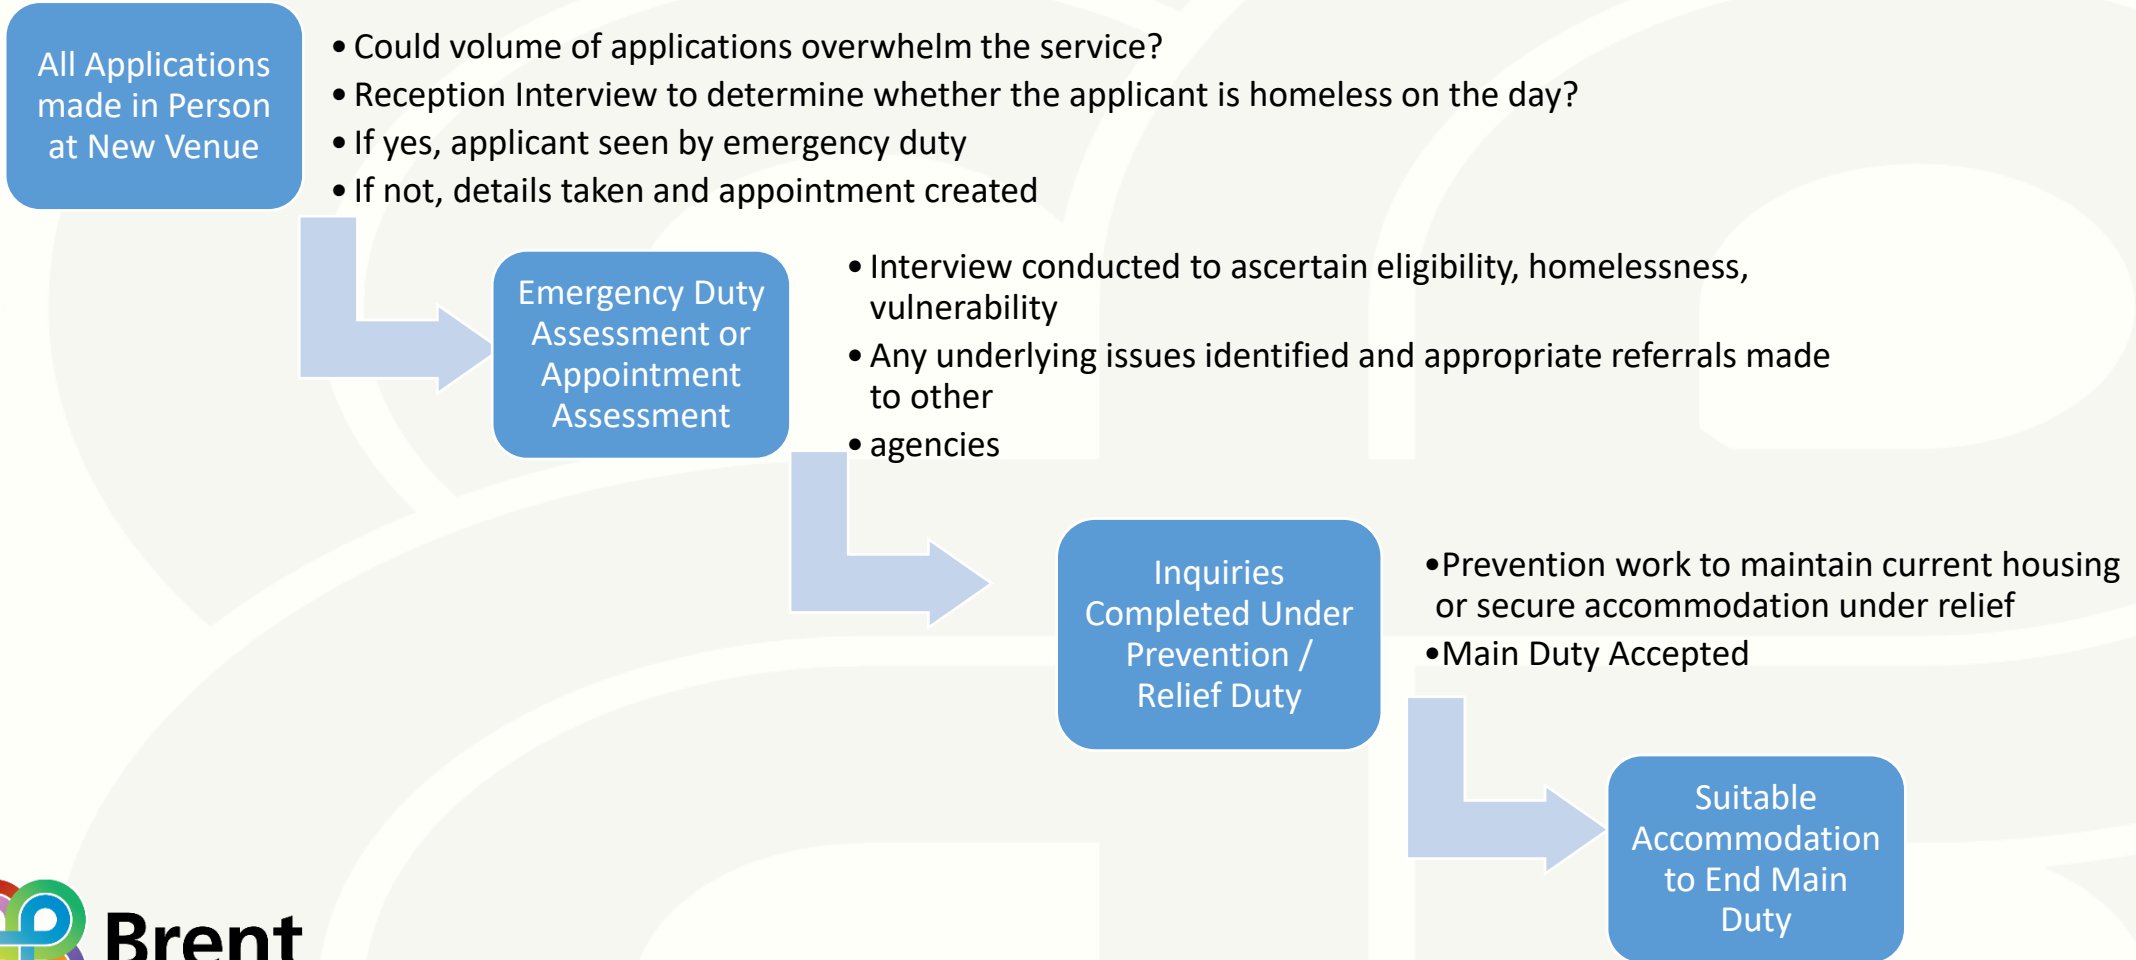 All Applications
made in Person
at New Venue
• Could volume of applications overwhelm the service?
• Reception Interview to determine whether the applicant is homeless on the day?
• If yes, applicant seen by emergency duty
• If not, details taken and appointment created
Emergency Duty
Assessment or
Appointment
Assessment
• Interview conducted to ascertain eligibility, homelessness,
vulnerability
• Any underlying issues identified and appropriate referrals made
to other
• agencies
Inquiries
Completed Under
Prevention /
Relief Duty
•Prevention work to maintain current housing
or secure accommodation under relief
•Main Duty Accepted
Suitable
Accommodation
to End Main
Duty
Brent